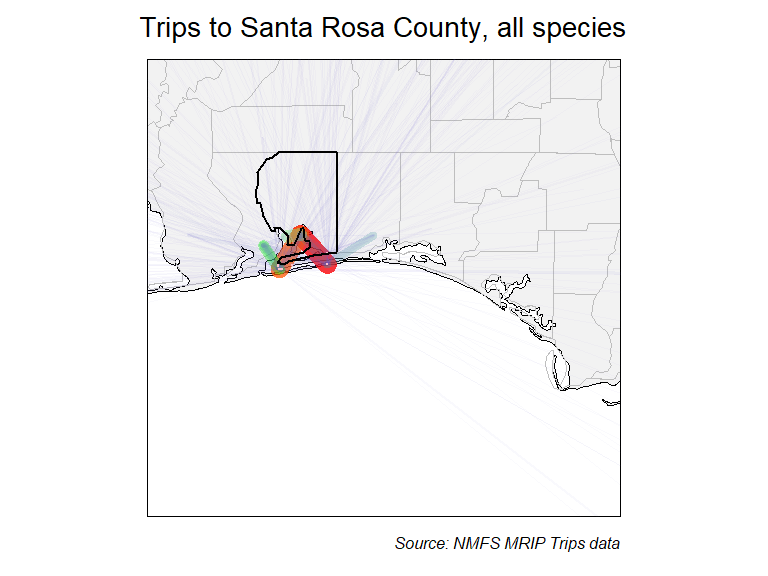 Trips to Santa Rosa County, all species
Source: NMFS MRIP Trips data